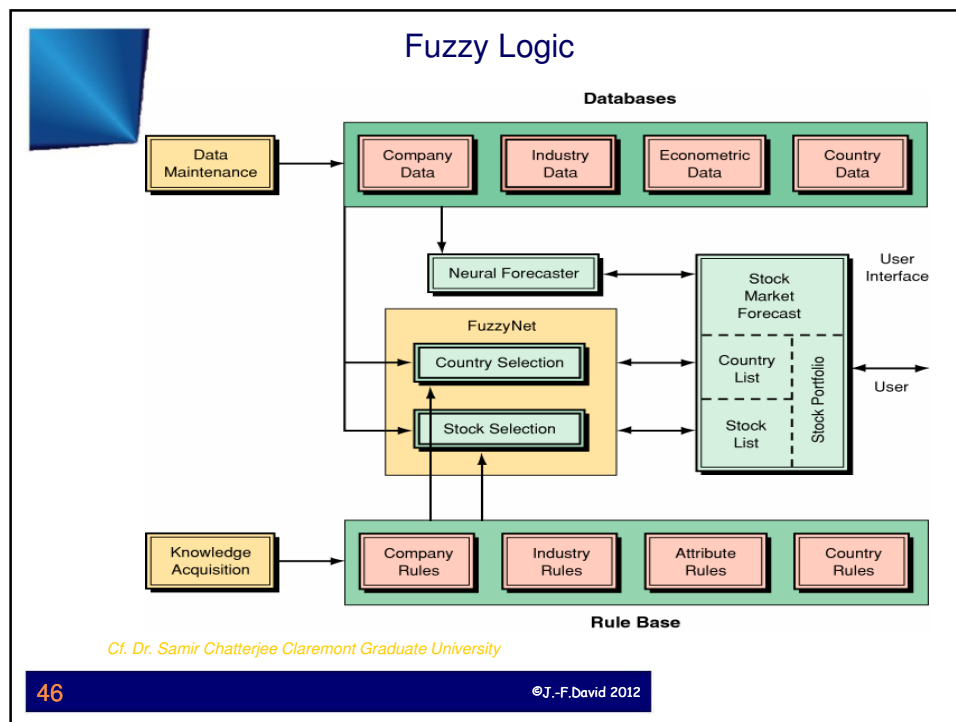 Fuzzy Logic
Databases
Data
Maintenance
Company
Data
Industry
Data
Econometric
Data
Country
Data
Neural Forecaster
User
Interface
Stock
Market
Forecast
FuzzyNet
Country Selection
Country
List
Stock Portfolio
User
Stock Selection
Stock
List
Knowledge
Acquisition
Company
Rules
Industry
Rules
Attribute
Rules
Country
Rules
Rule Base
Cf. Dr. Samir Chatterjee Claremont Graduate University
46
©J.-F.David 2012